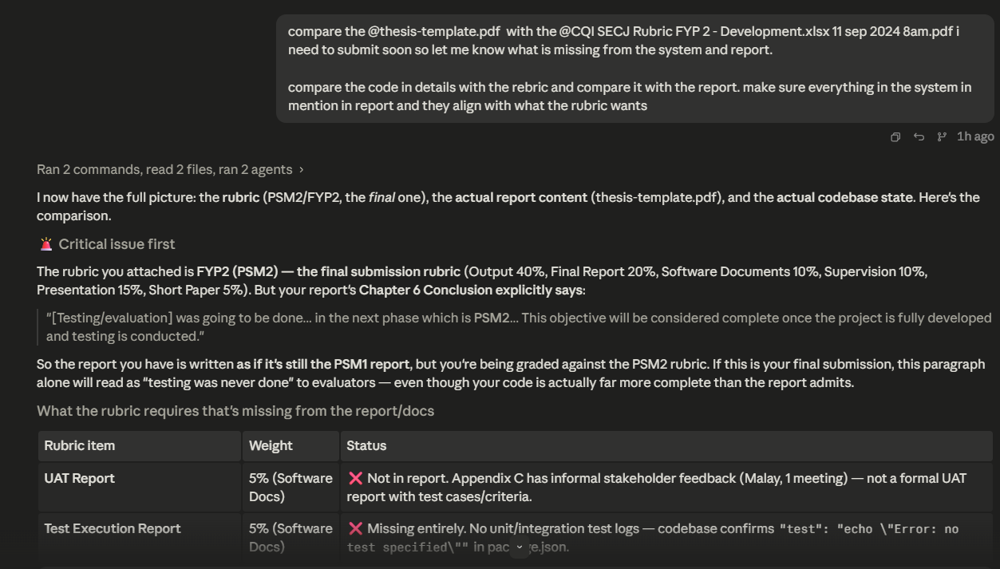 compare the @thesis-template.pdf with the @CQI SECJ Rubric FYP 2 - Development.xlsx 11 sep 2024 8am.pdf i
need to submit soon so let me know what is missing from the system and report.
compare the code in details with the rebric and compare it with the report. make sure everything in the system in
mention in report and they align with what the rubric wants
1h ago
Ran 2 commands, read 2 files, ran 2 agents ›
I now have the full picture: the rubric (PSM2/FYP2, the final one), the actual report content (thesis-template.pdf), and the actual codebase state. Here's the
comparison.
🚨 Critical issue first
The rubric you attached is FYP2 (PSM2) — the final submission rubric (Output 40%, Final Report 20%, Software Documents 10%, Supervision 10%,
Presentation 15%, Short Paper 5%). But your report's Chapter 6 Conclusion explicitly says:
"[Testing/evaluation] was going to be done... in the next phase which is PSM2... This objective will be considered complete once the project is fully developed
and testing is conducted."
So the report you have is written as if it's still the PSM1 report, but you're being graded against the PSM2 rubric. If this is your final submission, this paragraph
alone will read as "testing was never done" to evaluators — even though your code is actually far more complete than the report admits.
What the rubric requires that's missing from the report/docs
Rubric item Weight Status
UAT Report 5% (Software ❌ Not in report. Appendix C has informal stakeholder feedback (Malay, 1 meeting) — not a formal UAT
Docs) report with test cases/criteria.
Test Execution Report 5% (Software ❌ Missing entirely. No unit/integration test logs — codebase confirms "test": "echo \"Error: no
Docs) test specified\"" in json.